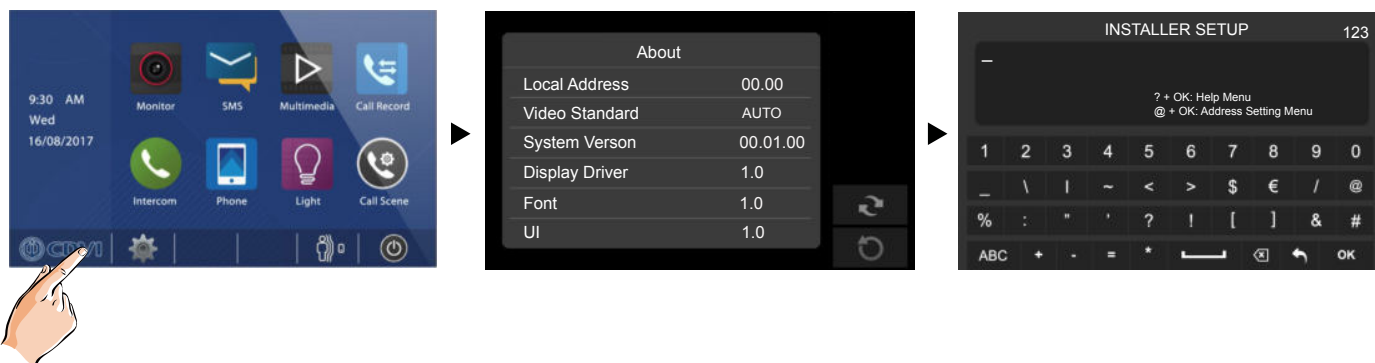 9:30 AM
Wed
16/08/2017
Monitor SMS Multimedia Call Record
Intercom Phone Light Call Scene
CDVI
About
Local Address 00.00
Video Standard AUTO
System Verson 00.01.00
Display Driver 1.0
Font 1.0
UI 1.0
INSTALLER SETUP 123
_
? + OK: Help Menu
@ + OK: Address Setting Menu
1 2 3 4 5 6 7 8 9 0
_ \ | ~ < > $ € / @
% : " ' ? ! [ ] & #
ABC + - = * OK